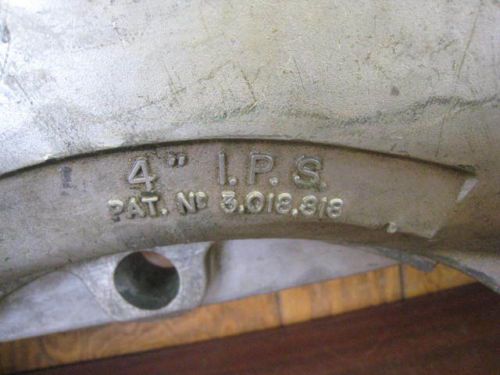 4" I.P.S.
PAT. No 3,018,818